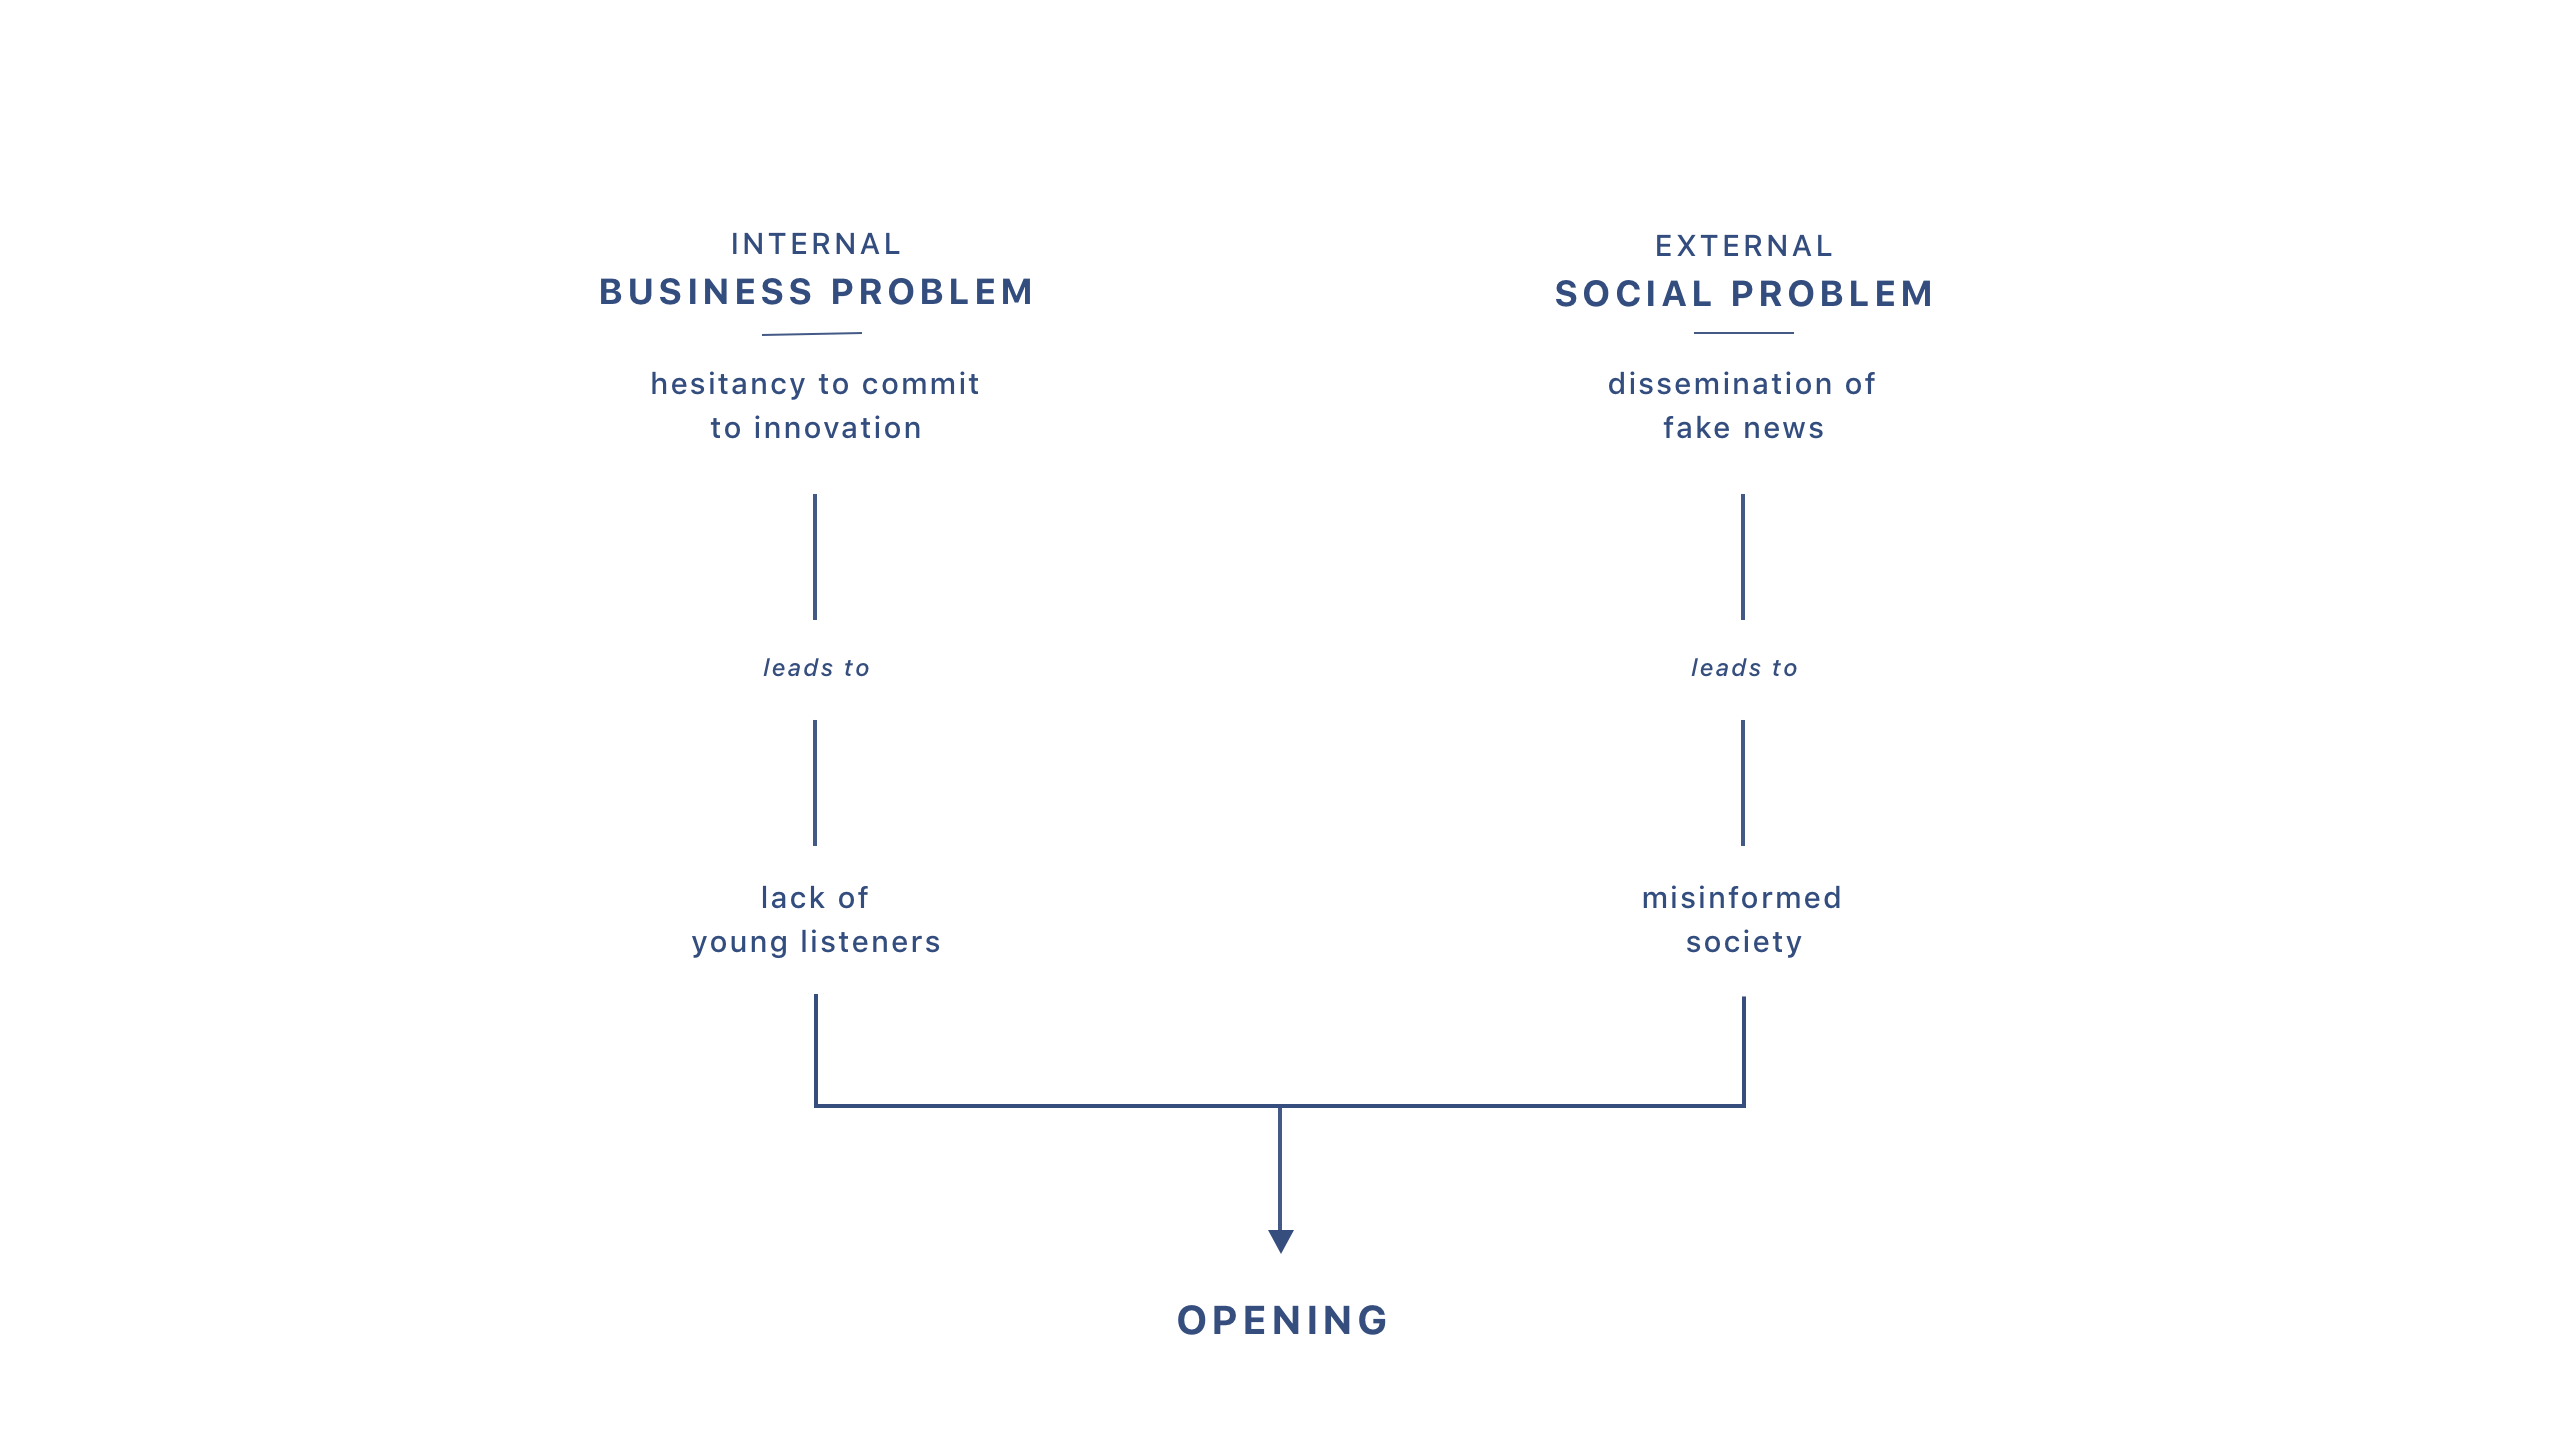 INTERNAL
BUSINESS PROBLEM
hesitancy to commit
to innovation
leads to
lack of
young listeners
EXTERNAL
SOCIAL PROBLEM
dissemination of
fake news
leads to
misinformed
society
OPENING